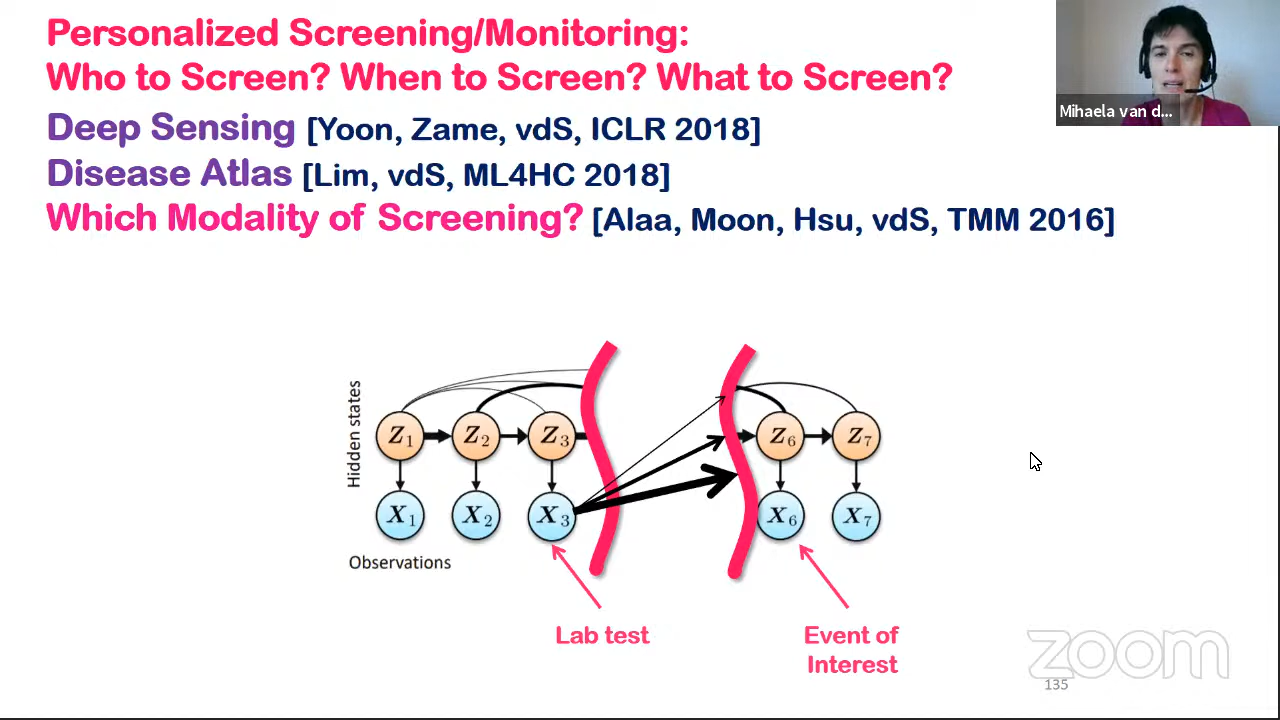 Personalized Screening/Monitoring:
Who to Screen? When to Screen? What to Screen?
Deep Sensing [Yoon, Zame, vdS, ICLR 2018]
Disease Atlas [Lim, vdS, ML4HC 2018]
Which Modality of Screening? [Alaa, Moon, Hsu, vdS, TMM 2016]
Mihaela van d...
Hidden states
Z1 Z2 Z3 Z6 Z7
X1 X2 X3 X6 X7
Observations
Lab test
Event of
Interest
zoom
135